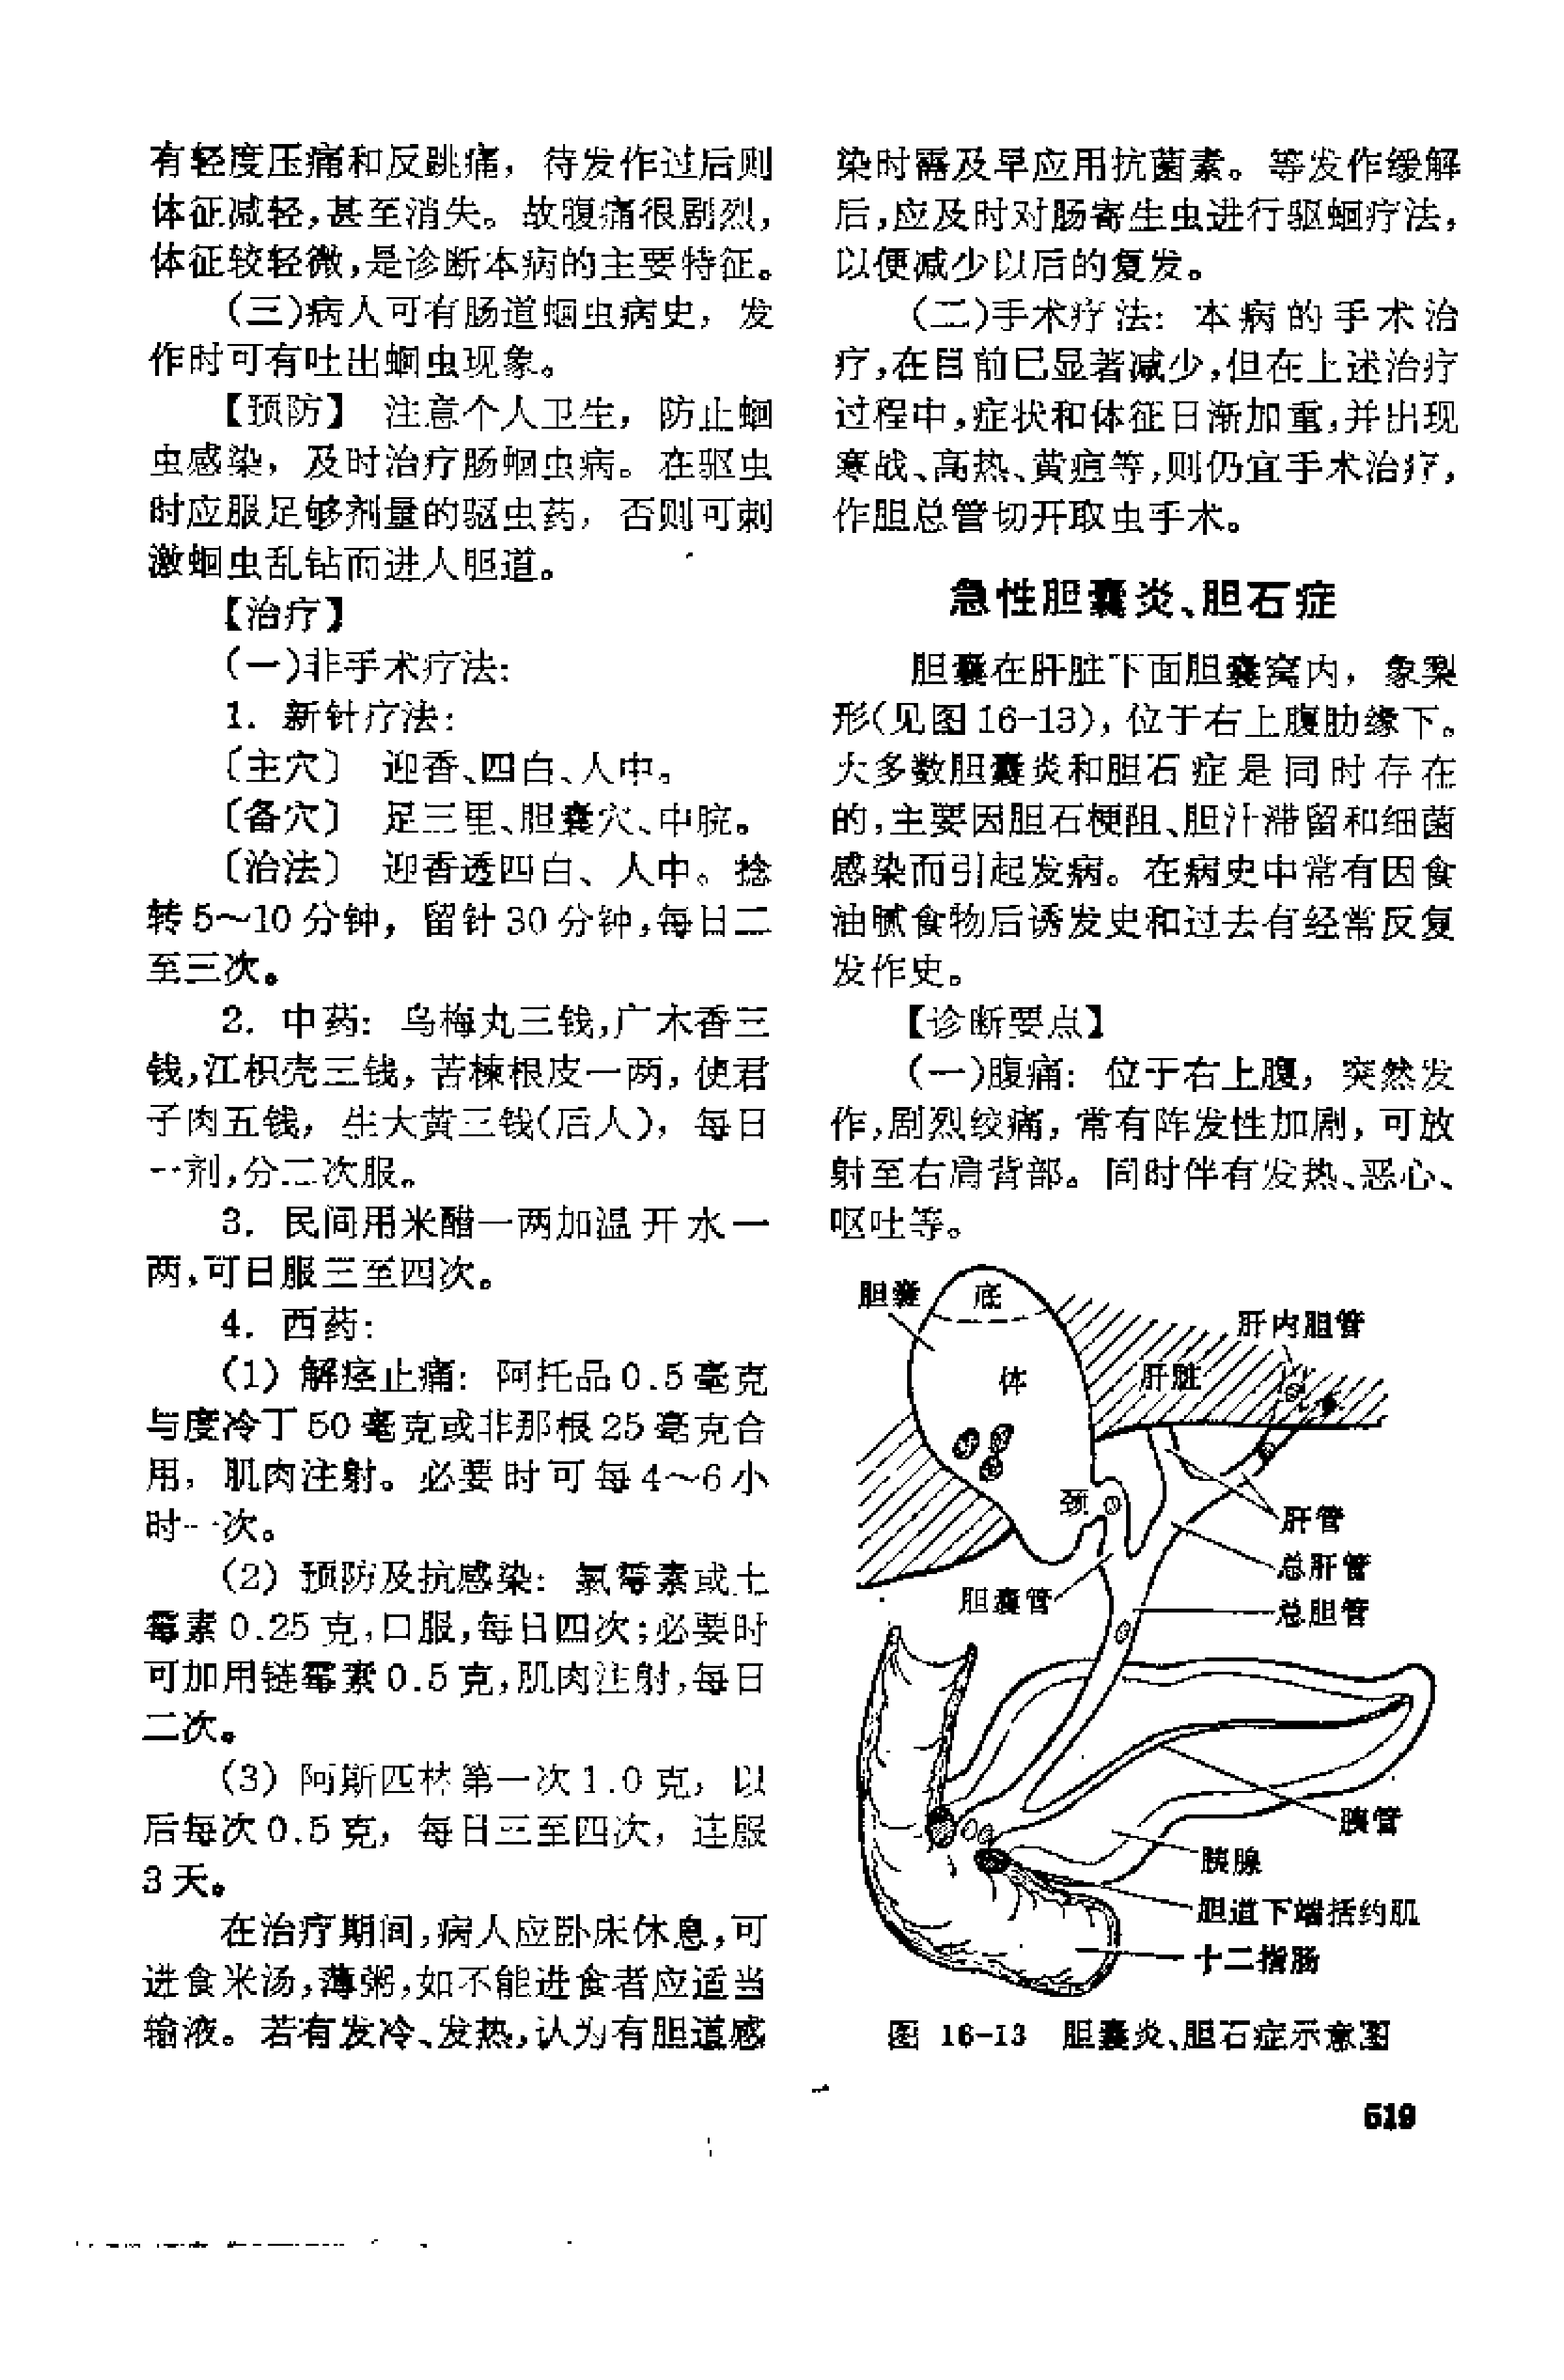 有轻度压痛和反跳痛，待发作过后则
体征减轻，甚至消失。故腹痛很剧烈，
体征较轻微，是诊断本病的主要特征。
（三）病人可有肠道蛔虫病史，发
作时可有吐出蛔虫现象。
【预防】 注意个人卫生，防止蛔
虫感染，及时治疗肠蛔虫病。在驱虫
时应服足够剂量的驱虫药，否则可刺
激蛔虫乱钻而进人胆道。
【治疗】
（一）非手术疗法：
1. 新针疗法：
〔主穴〕 迎香、四白、人中。
〔备穴〕 足三里、胆囊穴、中脘。
〔治法〕 迎香透四白、人中。捻
转5～10分钟，留针30分钟，每日二
至三次。
2. 中药：乌梅丸三钱，广木香三
钱，江枳壳三钱，苦楝根皮一两，使君
子肉五钱，生大黄三钱（后人），每日
一剂，分二次服。
3. 民间用米醋一两加温开水一
两，可日服三至四次。
4. 西药：
（1）解痉止痛：阿托品0.5毫克
与度冷丁50毫克或非那根25毫克合
用，肌肉注射。必要时可每4～6小
时一次。
（2）预防及抗感染：氯霉素或土
霉素0.25克，口服，每日四次；必要时
可加用链霉素0.5克，肌肉注射，每日
二次。
（3）阿斯匹林第一次1.0克，以
后每次0.5克，每日三至四次，连服
3天。
在治疗期间，病人应卧床休息，可
进食米汤，薄粥，如不能进食者应适当
输液。若有发冷、发热，认为有胆道感
染时需及早应用抗菌素。等发作缓解
后，应及时对肠寄生虫进行驱蛔疗法，
以便减少以后的复发。
（二）手术疗法：本病的手术治
疗，在目前已显著减少，但在上述治疗
过程中，症状和体征日渐加重，并出现
寒战、高热、黄疸等，则仍宜手术治疗，
作胆总管切开取虫手术。
急性胆囊炎、胆石症
胆囊在肝脏下面胆囊窝内，象梨
形（见图16-13），位于右上腹肋缘下。
大多数胆囊炎和胆石症是同时存在
的，主要因胆石梗阻、胆汁滞留和细菌
感染而引起发病。在病史中常有因食
油腻食物后诱发史和过去有经常反复
发作史。
【诊断要点】
（一）腹痛：位于右上腹，突然发
作，剧烈绞痛，常有阵发性加剧，可放
射至右肩背部。同时伴有发热、恶心、
呕吐等。
胆囊
底
肝内胆管
体
肝脏
颈
肝管
总肝管
胆囊管
总胆管
胰管
胰腺
胆道下端括约肌
十二指肠
图 16-13 胆囊炎、胆石症示意图
519